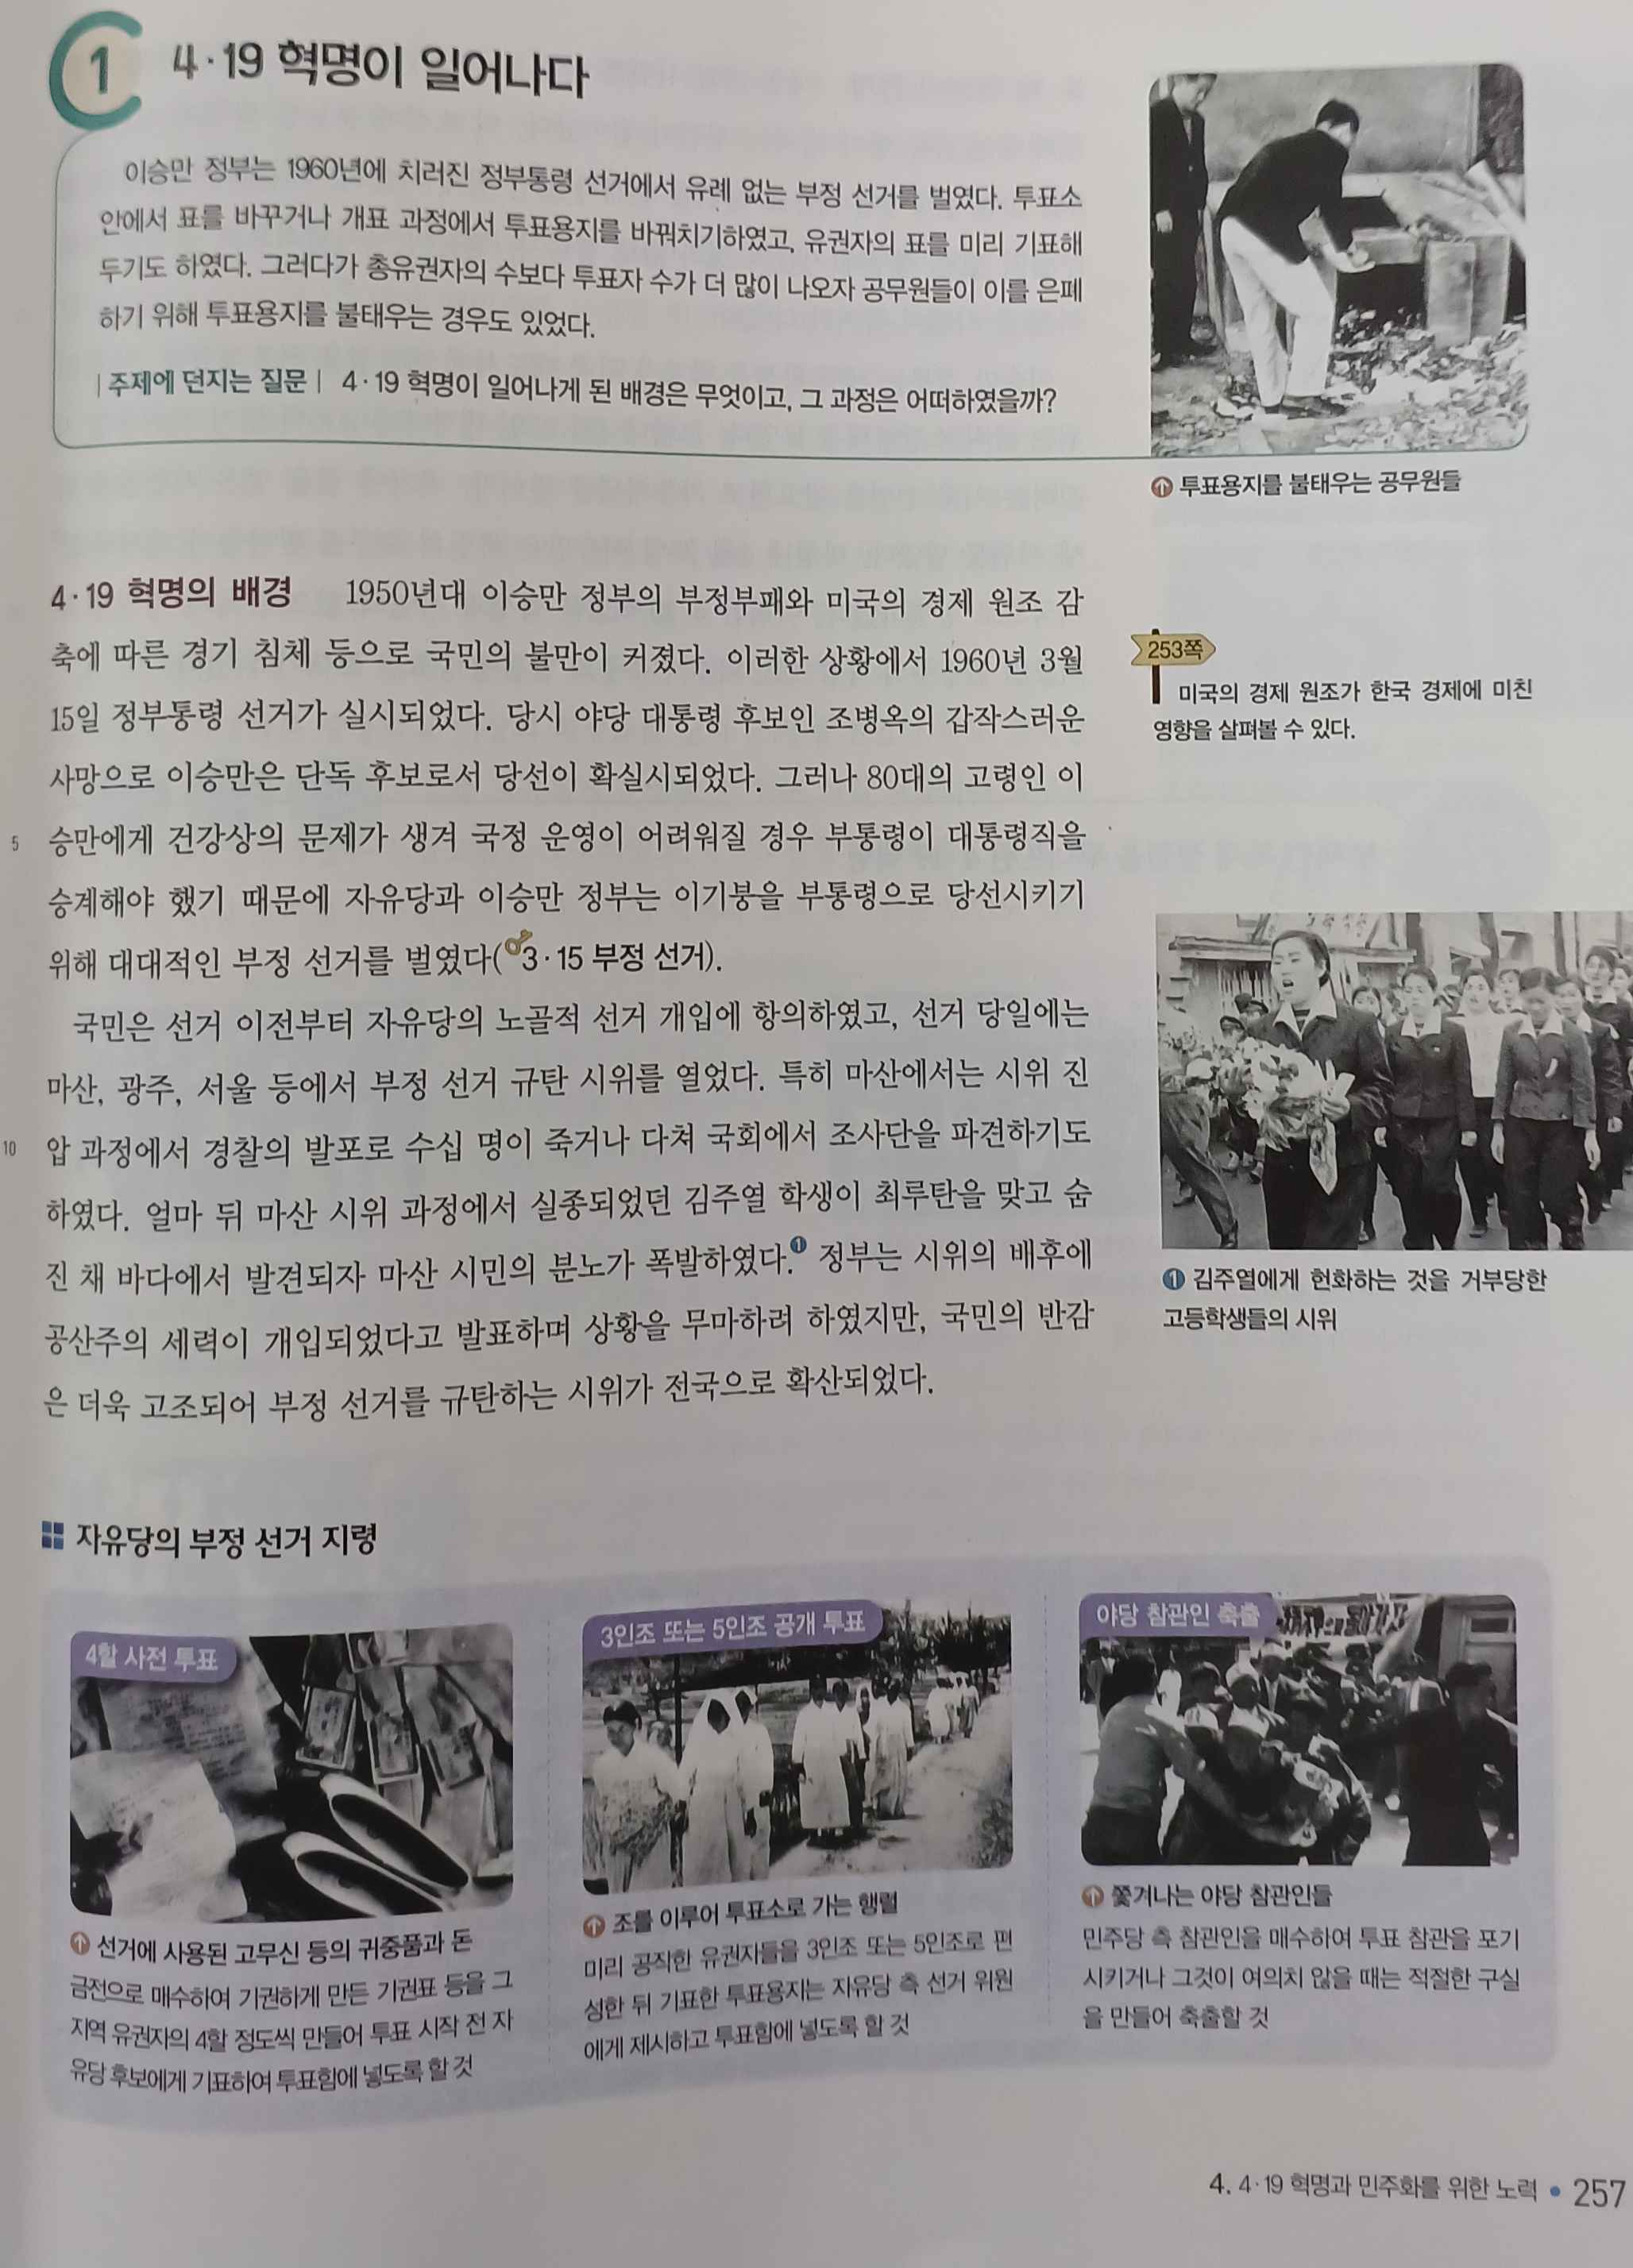 1
4·19 혁명이 일어나다
이승만 정부는 1960년에 치러진 정부통령 선거에서 유례 없는 부정 선거를 벌였다. 투표소
안에서 표를 바꾸거나 개표 과정에서 투표용지를 바꿔치기하였고, 유권자의 표를 미리 기표해
두기도 하였다. 그러다가 총유권자의 수보다 투표자 수가 더 많이 나오자 공무원들이 이를 은폐
하기 위해 투표용지를 불태우는 경우도 있었다.
| 주제에 던지는 질문 | 4·19 혁명이 일어나게 된 배경은 무엇이고, 그 과정은 어떠하였을까?
투표용지를 불태우는 공무원들
4·19 혁명의 배경 1950년대 이승만 정부의 부정부패와 미국의 경제 원조 감
축에 따른 경기 침체 등으로 국민의 불만이 커졌다. 이러한 상황에서 1960년 3월
15일 정부통령 선거가 실시되었다. 당시 야당 대통령 후보인 조병옥의 갑작스러운
사망으로 이승만은 단독 후보로서 당선이 확실시되었다. 그러나 80대의 고령인 이
5 승만에게 건강상의 문제가 생겨 국정 운영이 어려워질 경우 부통령이 대통령직을
승계해야 했기 때문에 자유당과 이승만 정부는 이기붕을 부통령으로 당선시키기
위해 대대적인 부정 선거를 벌였다(3·15 부정 선거).
국민은 선거 이전부터 자유당의 노골적 선거 개입에 항의하였고, 선거 당일에는
마산, 광주, 서울 등에서 부정 선거 규탄 시위를 열었다. 특히 마산에서는 시위 진
10 압 과정에서 경찰의 발포로 수십 명이 죽거나 다쳐 국회에서 조사단을 파견하기도
하였다. 얼마 뒤 마산 시위 과정에서 실종되었던 김주열 학생이 최루탄을 맞고 숨
진 채 바다에서 발견되자 마산 시민의 분노가 폭발하였다.❶ 정부는 시위의 배후에
공산주의 세력이 개입되었다고 발표하며 상황을 무마하려 하였지만, 국민의 반감
은 더욱 고조되어 부정 선거를 규탄하는 시위가 전국으로 확산되었다.
253쪽
미국의 경제 원조가 한국 경제에 미친
영향을 살펴볼 수 있다.
❶ 김주열에게 헌화하는 것을 거부당한
고등학생들의 시위
자유당의 부정 선거 지령
4할 사전 투표
선거에 사용된 고무신 등의 귀중품과 돈
금전으로 매수하여 기권하게 만든 기권표 등을 그
지역 유권자의 4할 정도씩 만들어 투표 시작 전 자
유당 후보에게 기표하여 투표함에 넣도록 할 것
3인조 또는 5인조 공개 투표
조를 이루어 투표소로 가는 행렬
미리 공작한 유권자들을 3인조 또는 5인조로 편
성한 뒤 기표한 투표용지는 자유당 측 선거 위원
에게 제시하고 투표함에 넣도록 할 것
야당 참관인 축출
쫓겨나는 야당 참관인들
민주당 측 참관인을 매수하여 투표 참관을 포기
시키거나 그것이 여의치 않을 때는 적절한 구실
을 만들어 축출할 것
4. 4·19 혁명과 민주화를 위한 노력 • 257